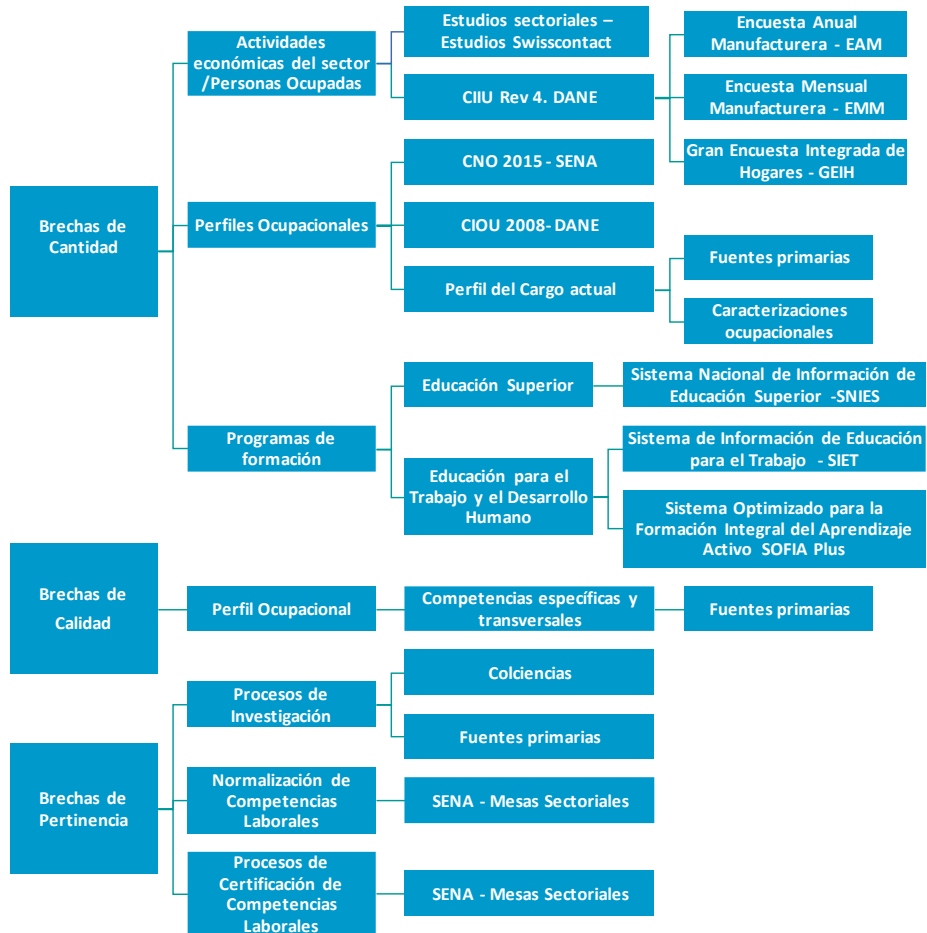 Brechas de
Cantidad
Actividades
económicas del sector
/Personas Ocupadas
Estudios sectoriales –
Estudios Swisscontact
CIIU Rev 4. DANE
Encuesta Anual
Manufacturera - EAM
Encuesta Mensual
Manufacturera - EMM
Gran Encuesta Integrada de
Hogares - GEIH
Perfiles Ocupacionales
CNO 2015 - SENA
CIOU 2008- DANE
Perfil del Cargo actual
Fuentes primarias
Caracterizaciones
ocupacionales
Programas de
formación
Educación Superior
Sistema Nacional de Información de
Educación Superior -SNIES
Educación para el
Trabajo y el Desarrollo
Humano
Sistema de Información de Educación
para el Trabajo - SIET
Sistema Optimizado para la
Formación Integral del Aprendizaje
Activo SOFIA Plus
Brechas de
Calidad
Perfil Ocupacional
Competencias específicas y
transversales
Fuentes primarias
Brechas de
Pertinencia
Procesos de
Investigación
Colciencias
Fuentes primarias
Normalización de
Competencias
Laborales
SENA - Mesas Sectoriales
Procesos de
Certificación de
Competencias
Laborales
SENA - Mesas Sectoriales